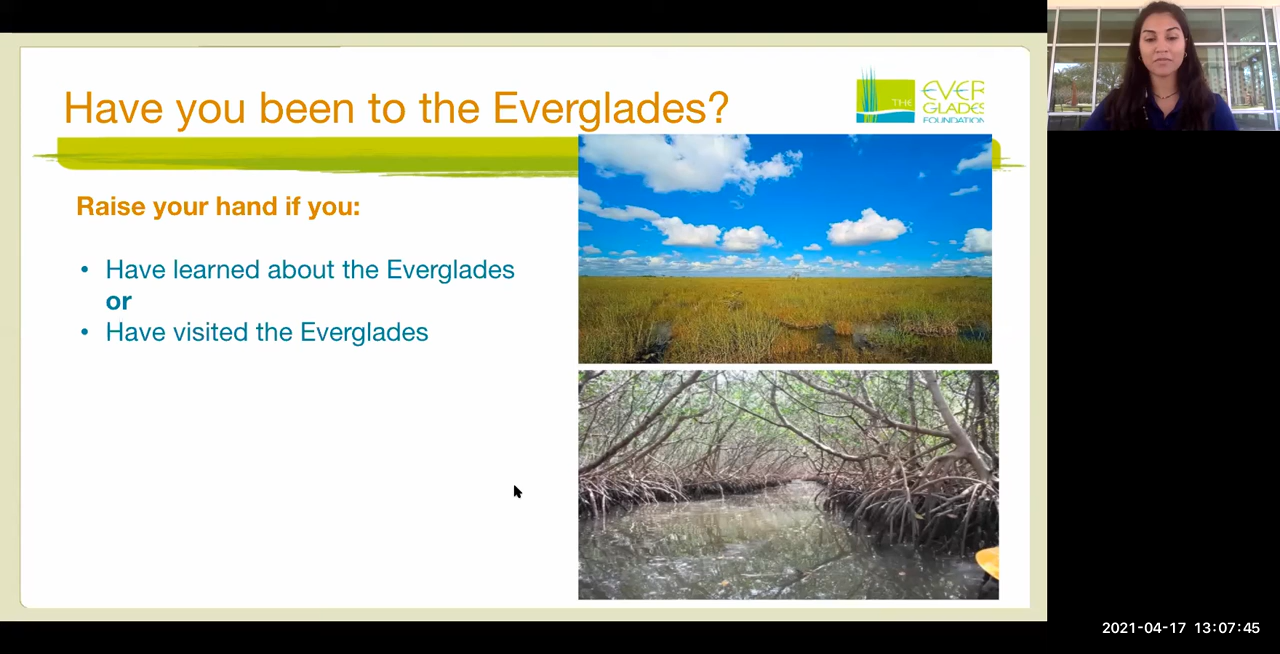 Have you been to the Everglades?
THE
EVER
GLADES
FOUNDATION
Raise your hand if you:
• Have learned about the Everglades
or
• Have visited the Everglades
2021-04-17 13:07:45